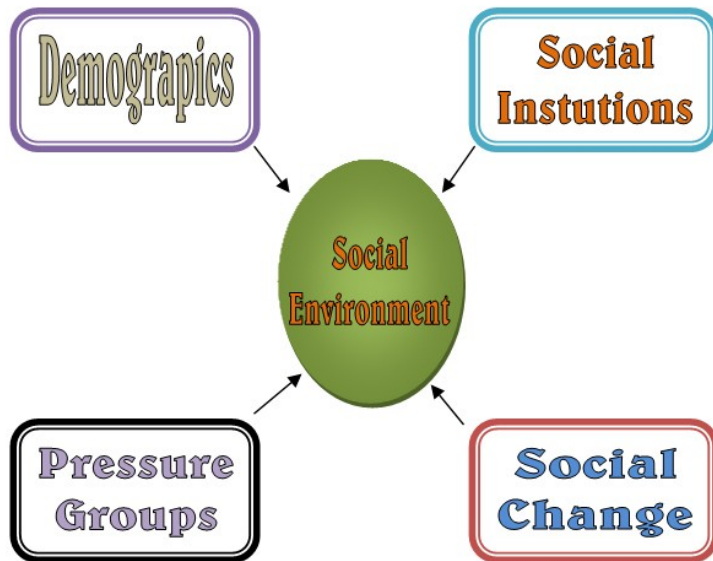 Demograpics
Social
Instutions
Social
Environment
Pressure
Groups
Social
Change